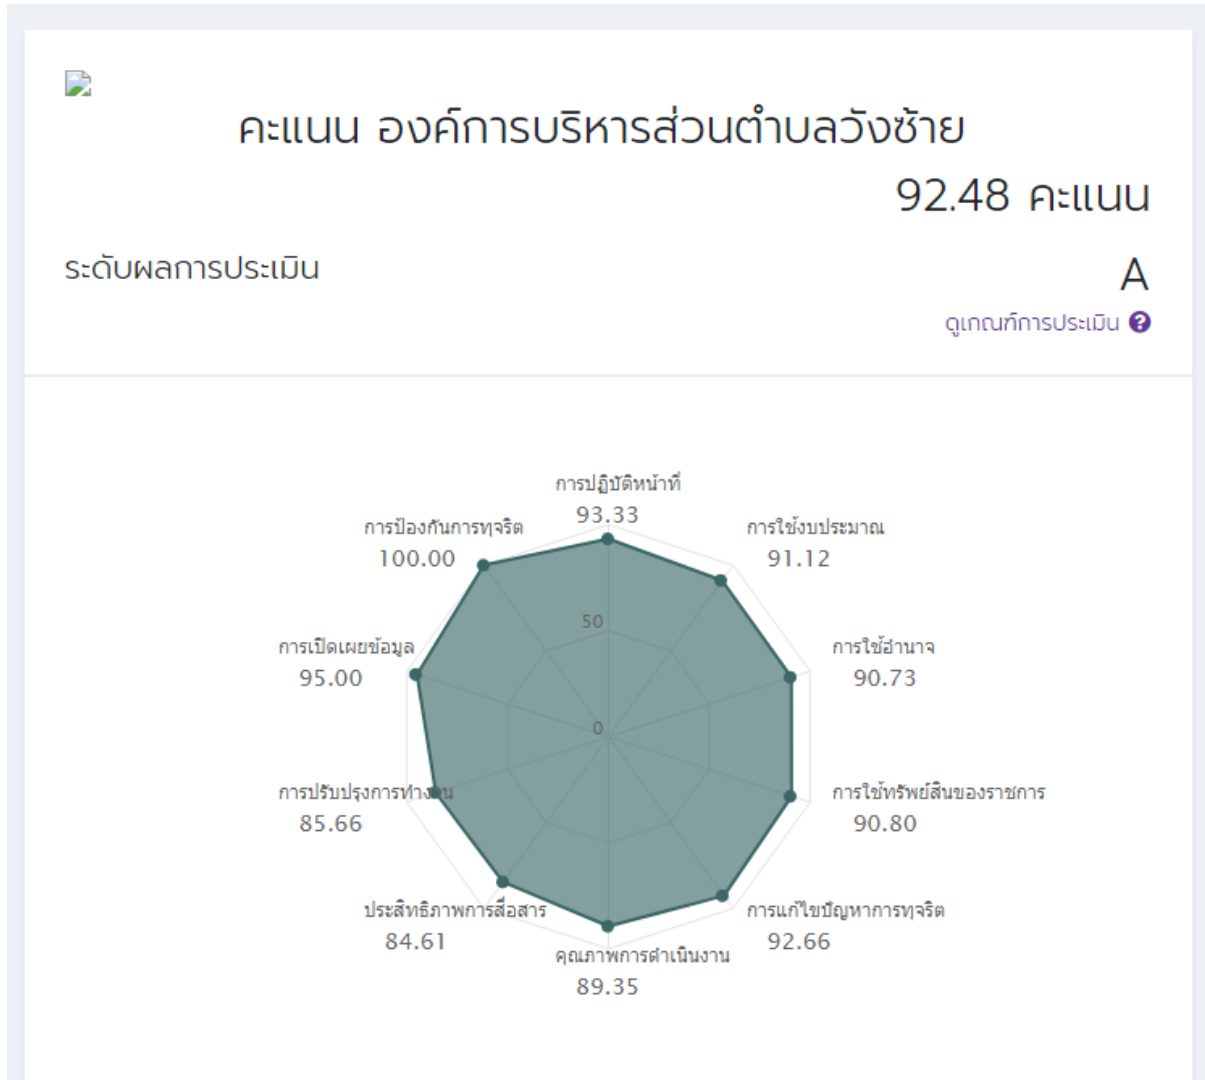 คะแนน องค์การบริหารส่วนตำบลวังซ้าย
92.48 คะแนน
ระดับผลการประเมิน
A
ดูเกณฑ์การประเมิน ?
การปฏิบัติหน้าที่
93.33
การใช้งบประมาณ
91.12
การใช้อำนาจ
90.73
การใช้ทรัพย์สินของราชการ
90.80
การแก้ไขปัญหาการทุจริต
92.66
คุณภาพการดำเนินงาน
89.35
ประสิทธิภาพการสื่อสาร
84.61
การปรับปรุงการทำงาน
85.66
การเปิดเผยข้อมูล
95.00
การป้องกันการทุจริต
100.00
50
0